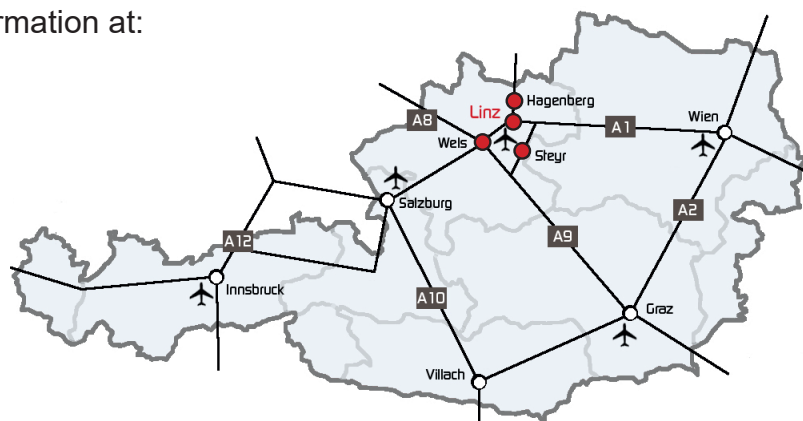 rmation at:
Hagenberg
Linz
A8
A1
Wien
Wels
Steyr
Salzburg
A2
A12
A9
Innsbruck
A10
Graz
Villach